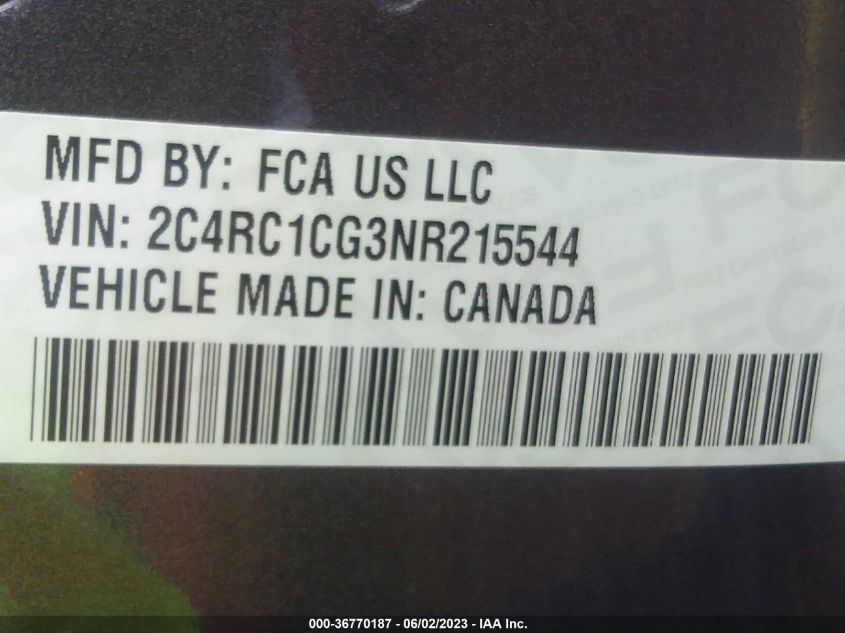 MFD BY: FCA US LLC
VIN: 2C4RC1CG3NR215544
VEHICLE MADE IN: CANADA
000-36770187 - 06/02/2023 - IAA Inc.